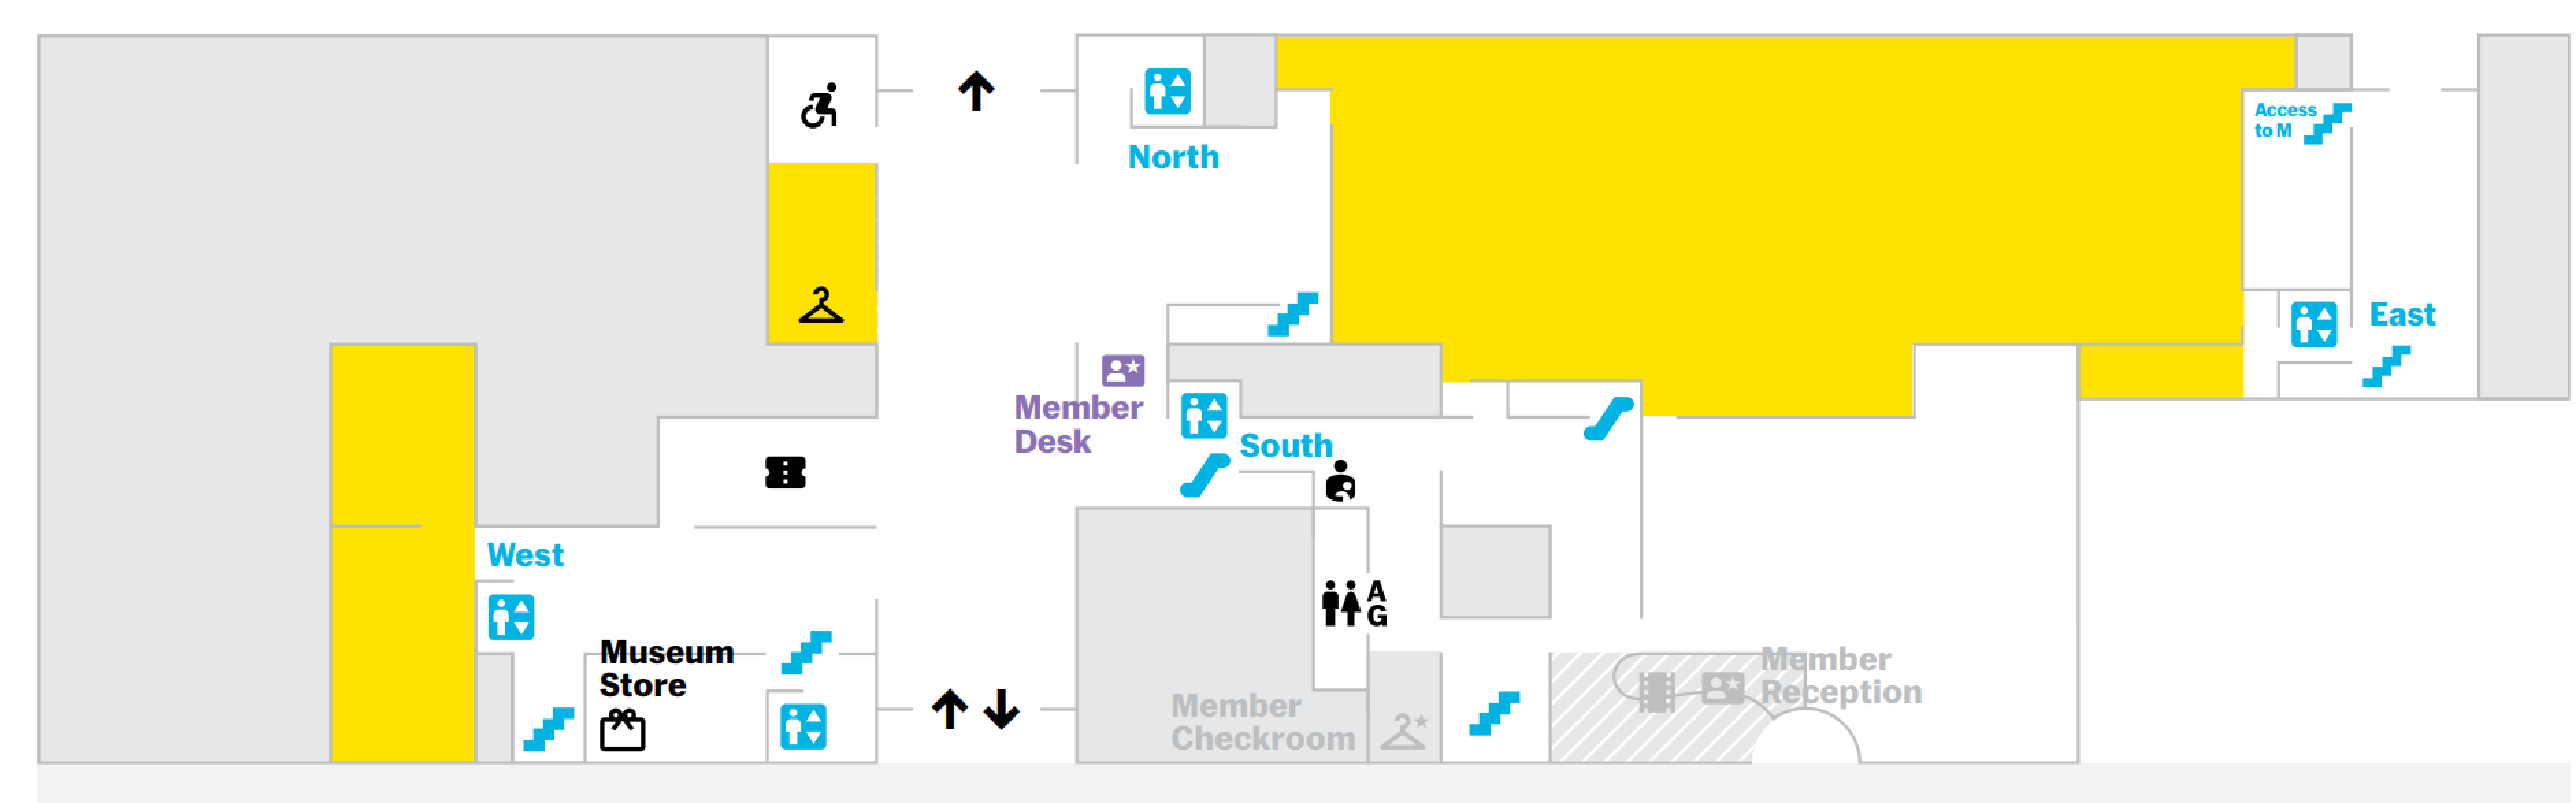 Access
to M
North
East
Member
Desk
South
West
A
G
Museum
Store
Member
Reception
Member
Checkroom